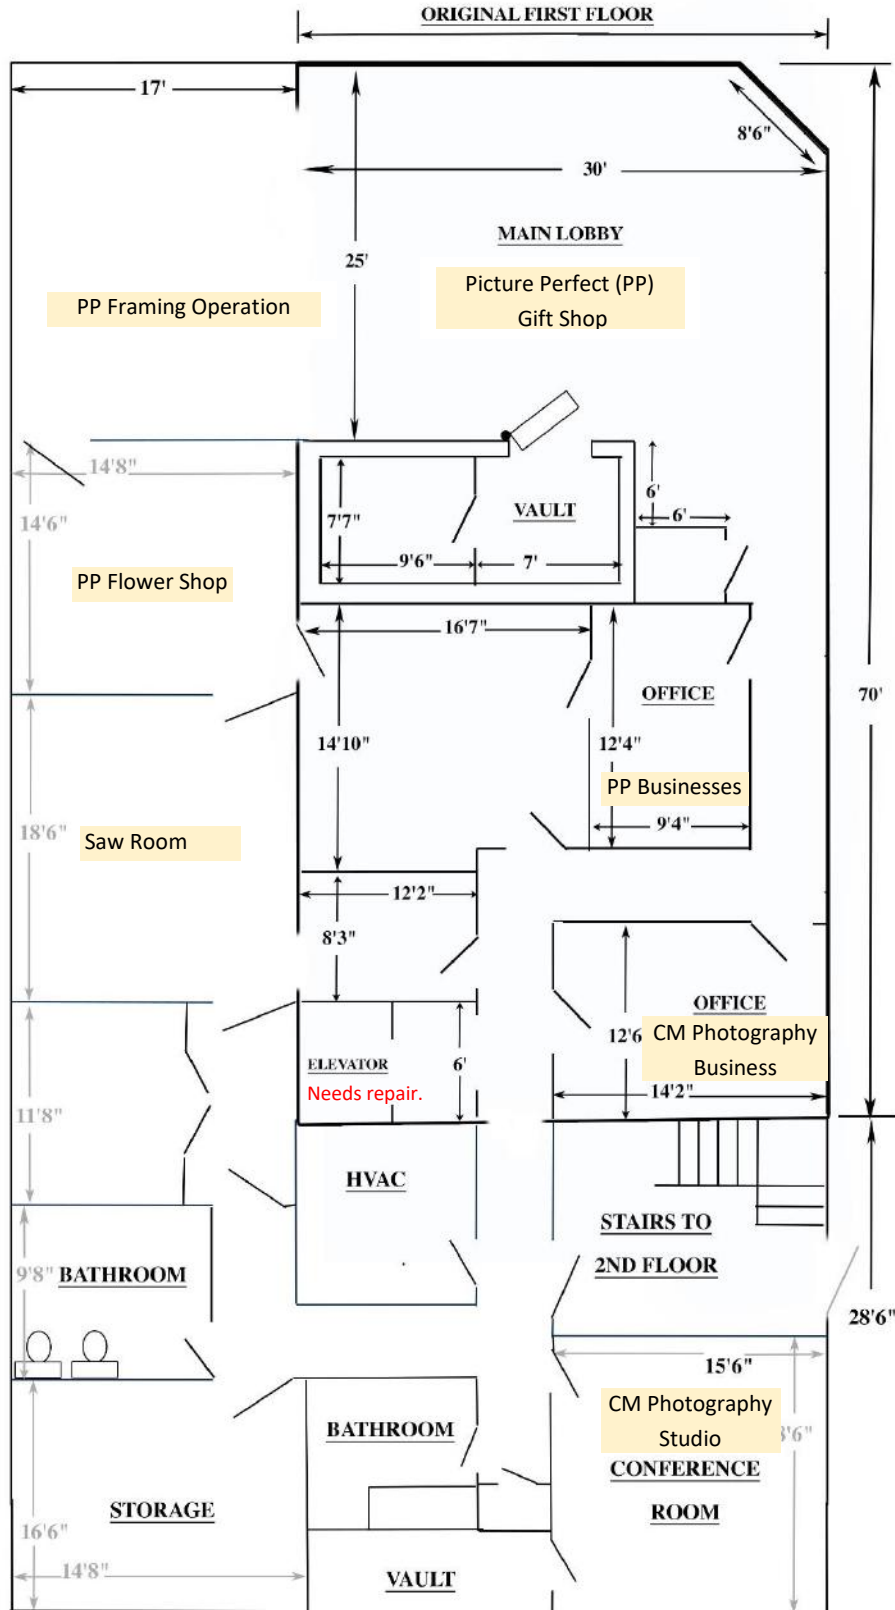 ORIGINAL FIRST FLOOR
17'
8'6"
30'
MAIN LOBBY
25'
Picture Perfect (PP)
Gift Shop
PP Framing Operation
14'8"
6'
6'
14'6"
7'7"
VAULT
9'6"
7'
PP Flower Shop
16'7"
OFFICE
70'
14'10"
12'4"
PP Businesses
18'6"
9'4"
Saw Room
12'2"
8'3"
OFFICE
12'6
CM Photography
Business
ELEVATOR
6'
Needs repair.
14'2"
11'8"
HVAC
STAIRS TO
2ND FLOOR
9'8"
BATHROOM
28'6"
15'6"
CM Photography
Studio
BATHROOM
CONFERENCE
ROOM
STORAGE
16'6"
14'8"
VAULT